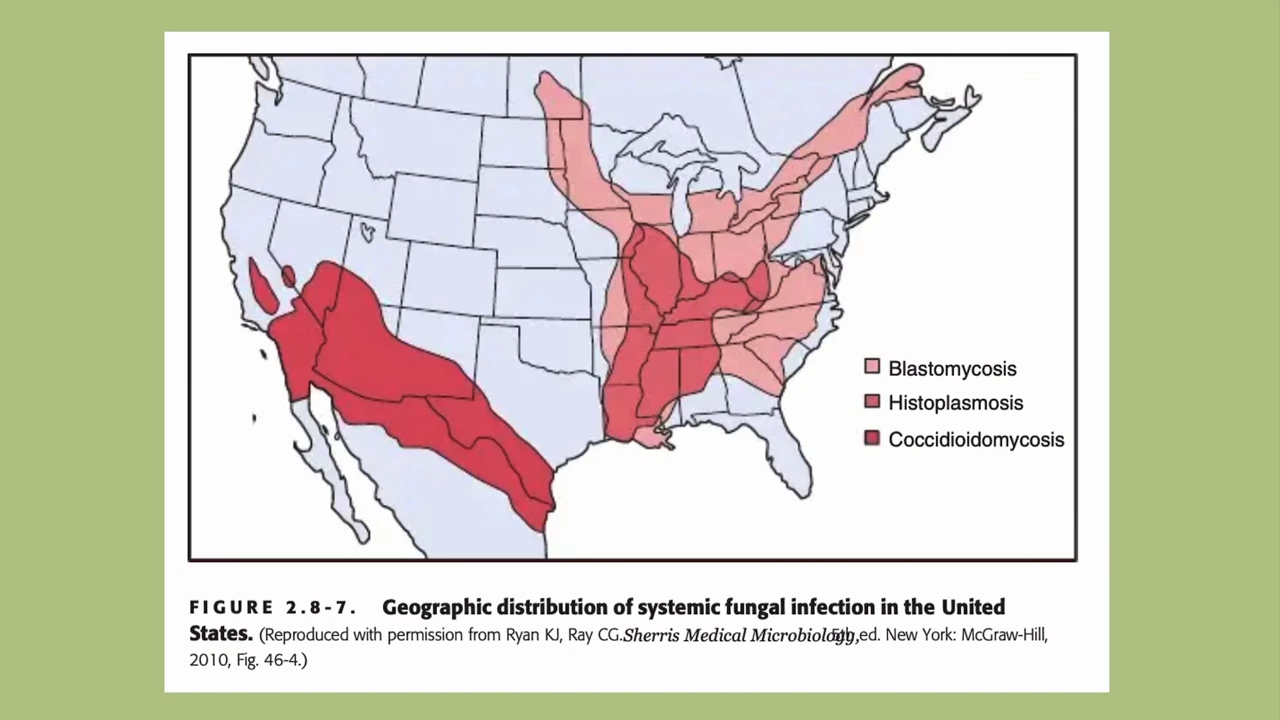 Blastomycosis
Histoplasmosis
Coccidioidomycosis
FIGURE 2.8-7. Geographic distribution of systemic fungal infection in the United
States. (Reproduced with permission from Ryan KJ, Ray CG. Sherris Medical Microbiology, 5th ed. New York: McGraw-Hill,
2010, Fig. 46-4.)